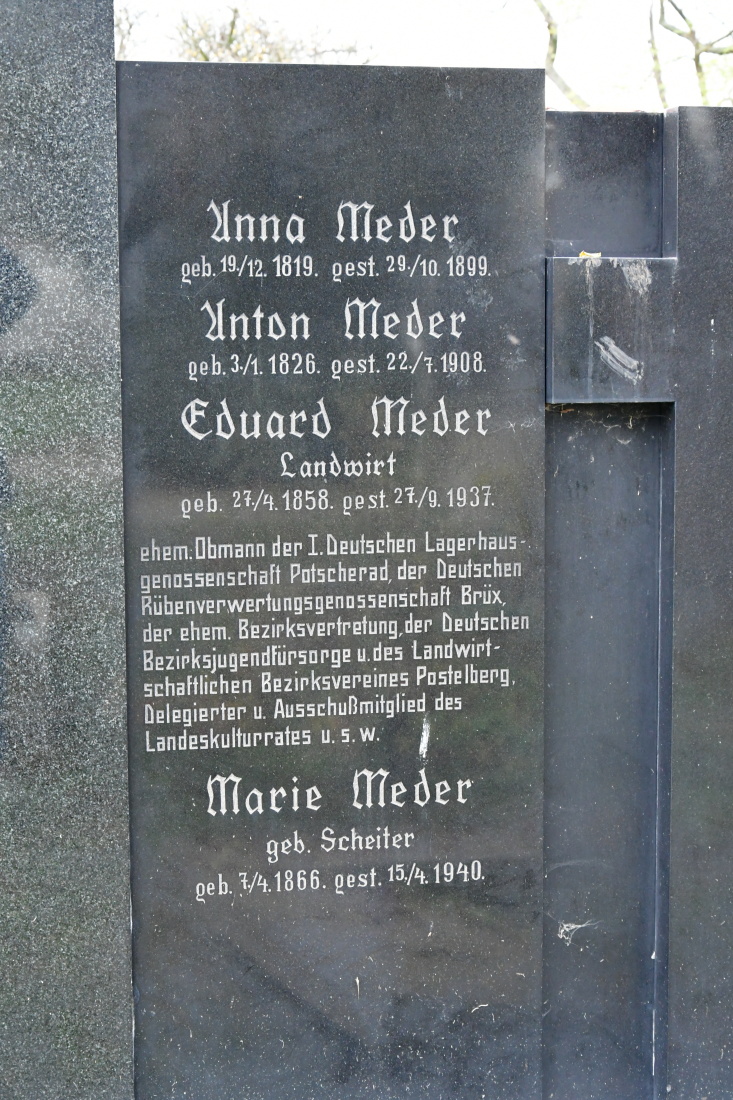 Anna Meder
geb. 19./12. 1819. gest. 29./10. 1899.
Anton Meder
geb. 3./1. 1826. gest. 22./7. 1908.
Eduard Meder
Landwirt
geb. 27./4. 1858. gest. 27./9. 1937.
ehem. Obmann der I. Deutschen Lagerhaus-
genossenschaft Potscherad, der Deutschen
Rübenverwertungsgenossenschaft Brüx,
der ehem. Bezirksvertretung, der Deutschen
Bezirksjugendfürsorge u. des Landwirt-
schaftlichen Bezirksvereines Postelberg,
Delegierter u. Ausschußmitglied des
Landeskulturrates u. s. w.
Marie Meder
geb. Scheiter
geb. 7./4. 1866. gest. 15./4. 1940.